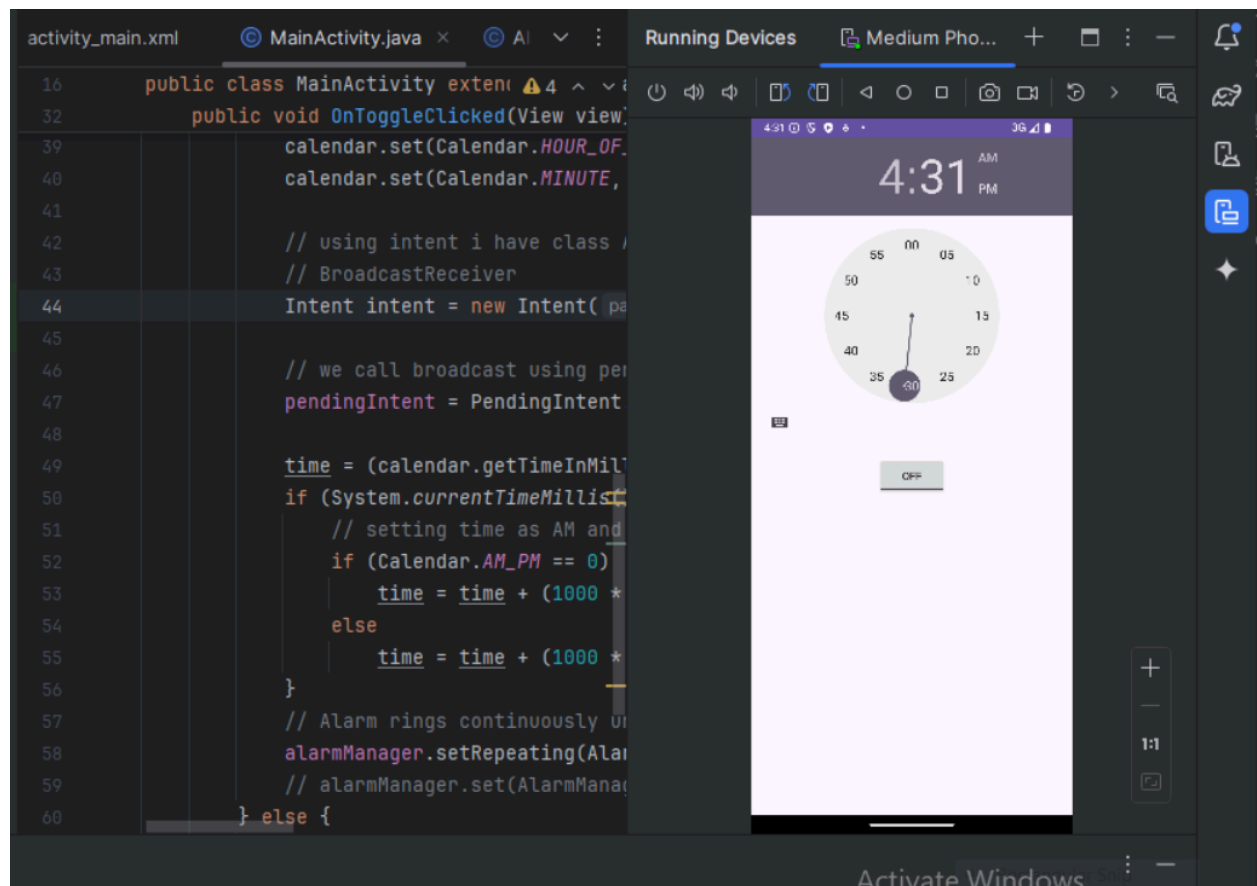 activity_main.xml
MainActivity.java
Al
16 public class MainActivity exten 4
32 public void OnToggleClicked(View view)
39 calendar.set(Calendar.HOUR_OF_
40 calendar.set(Calendar.MINUTE,
41
42 // using intent i have class A
43 // BroadcastReceiver
44 Intent intent = new Intent( pa
45
46 // we call broadcast using per
47 pendingIntent = PendingIntent
48
49 time = (calendar.getTimeInMill
50 if (System.currentTimeMillis(
51 // setting time as AM and
52 if (Calendar.AM_PM == 0)
53 time = time + (1000 *
54 else
55 time = time + (1000 *
56 }
57 // Alarm rings continuously un
58 alarmManager.setRepeating(Alar
59 // alarmManager.set(AlarmManag
60 } else {
Running Devices
Medium Pho...
4:31
3G
4:31
AM
PM
00
05
10
15
20
25
30
35
40
45
50
55
OFF
1:1
Activate Windows